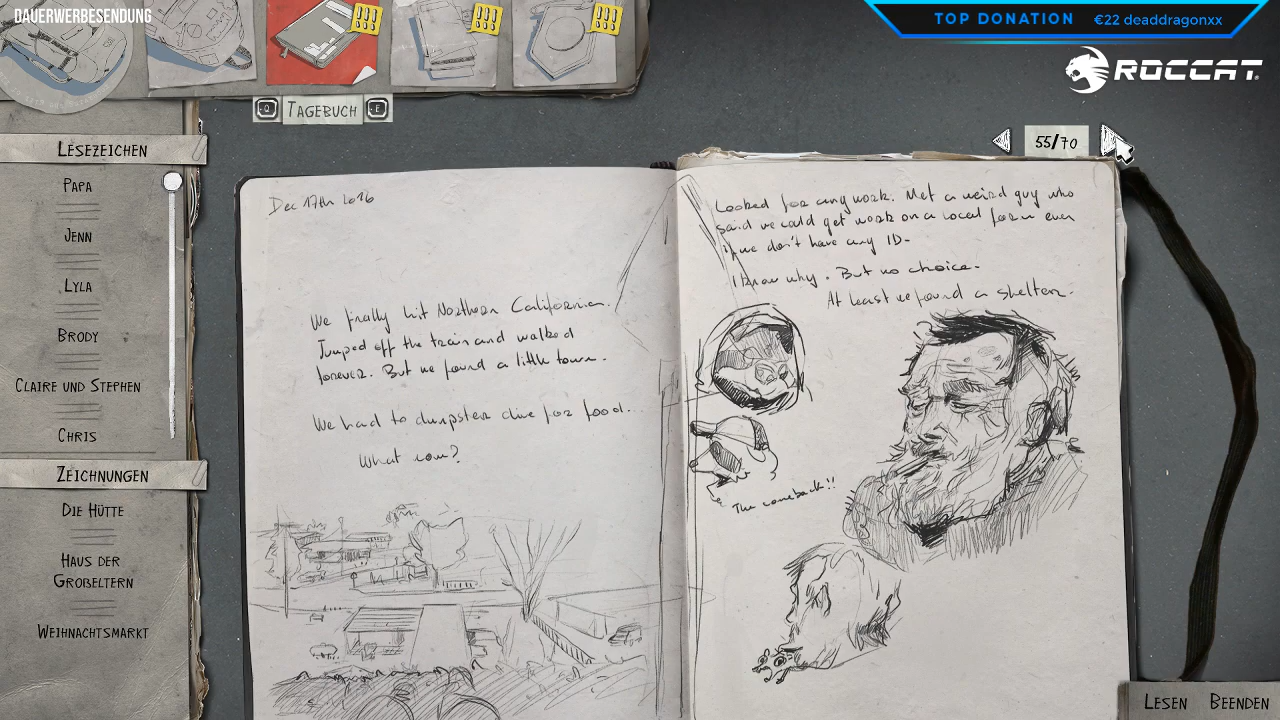 DAUERWERBESENDUNG
TOP DONATION €22 deaddragonxx
ROCCAT
Q TAGEBUCH E
55/70
LESEZEICHEN
PAPA
JENN
LYLA
BRODY
CLAIRE UND STEPHEN
CHRIS
ZEICHNUNGEN
DIE HÜTTE
HAUS DER
GROßELTERN
WEIHNACHTSMARKT
Dec 17th 2016
We finally hit Northern California.
Jumped off the train and walked
forever. But we found a little town.
We had to dumpster dive for food...
What now?
Looked for any work. Met a weird guy who
said we could get work on a local farm even
if we don't have any ID.
I know why. But no choice.
At least we found a shelter.
The comeback!!
LESEN BEENDEN